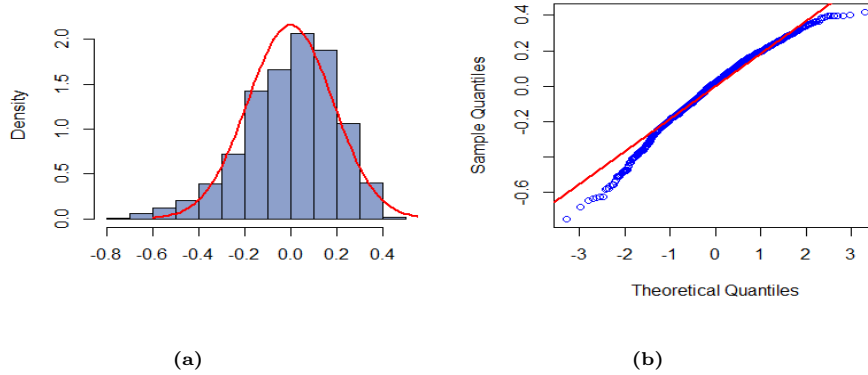 Density
0.0 0.5 1.0 1.5 2.0
-0.8 -0.6 -0.4 -0.2 0.0 0.2 0.4
(a)
Sample Quantiles
-0.6 -0.2 0.0 0.2 0.4
-3 -2 -1 0 1 2 3
Theoretical Quantiles
(b)